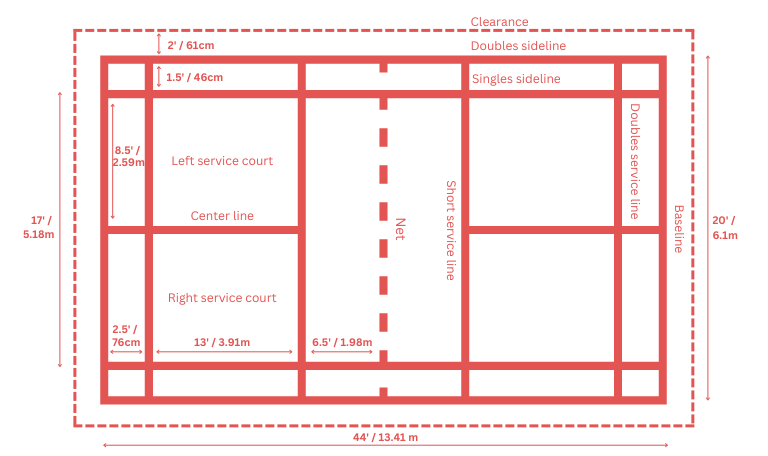 Clearance
2' / 61cm
Doubles sideline
1.5' / 46cm
Singles sideline
8.5' /
2.59m
Left service court
Doubles service line
Center line
Short service line
Net
Baseline
17' /
5.18m
20' /
6.1m
Right service court
2.5' /
76cm
13' / 3.91m
6.5' / 1.98m
44' / 13.41 m